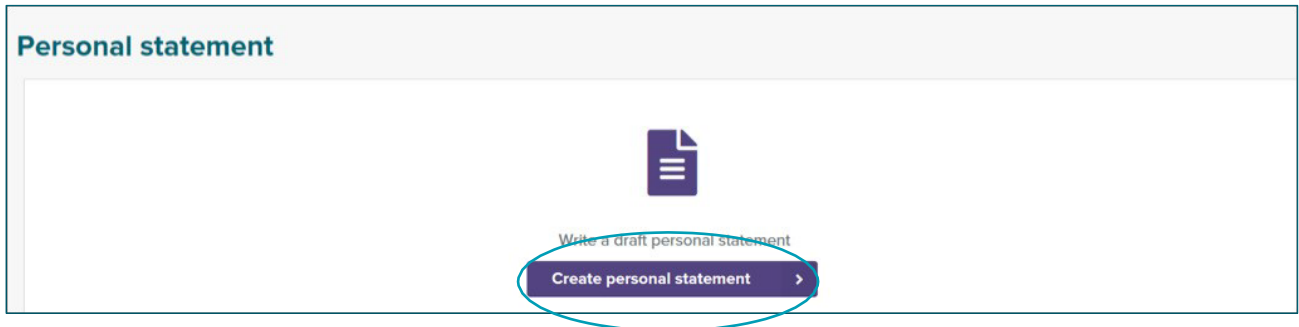 Personal statement
Write a draft personal statement
Create personal statement